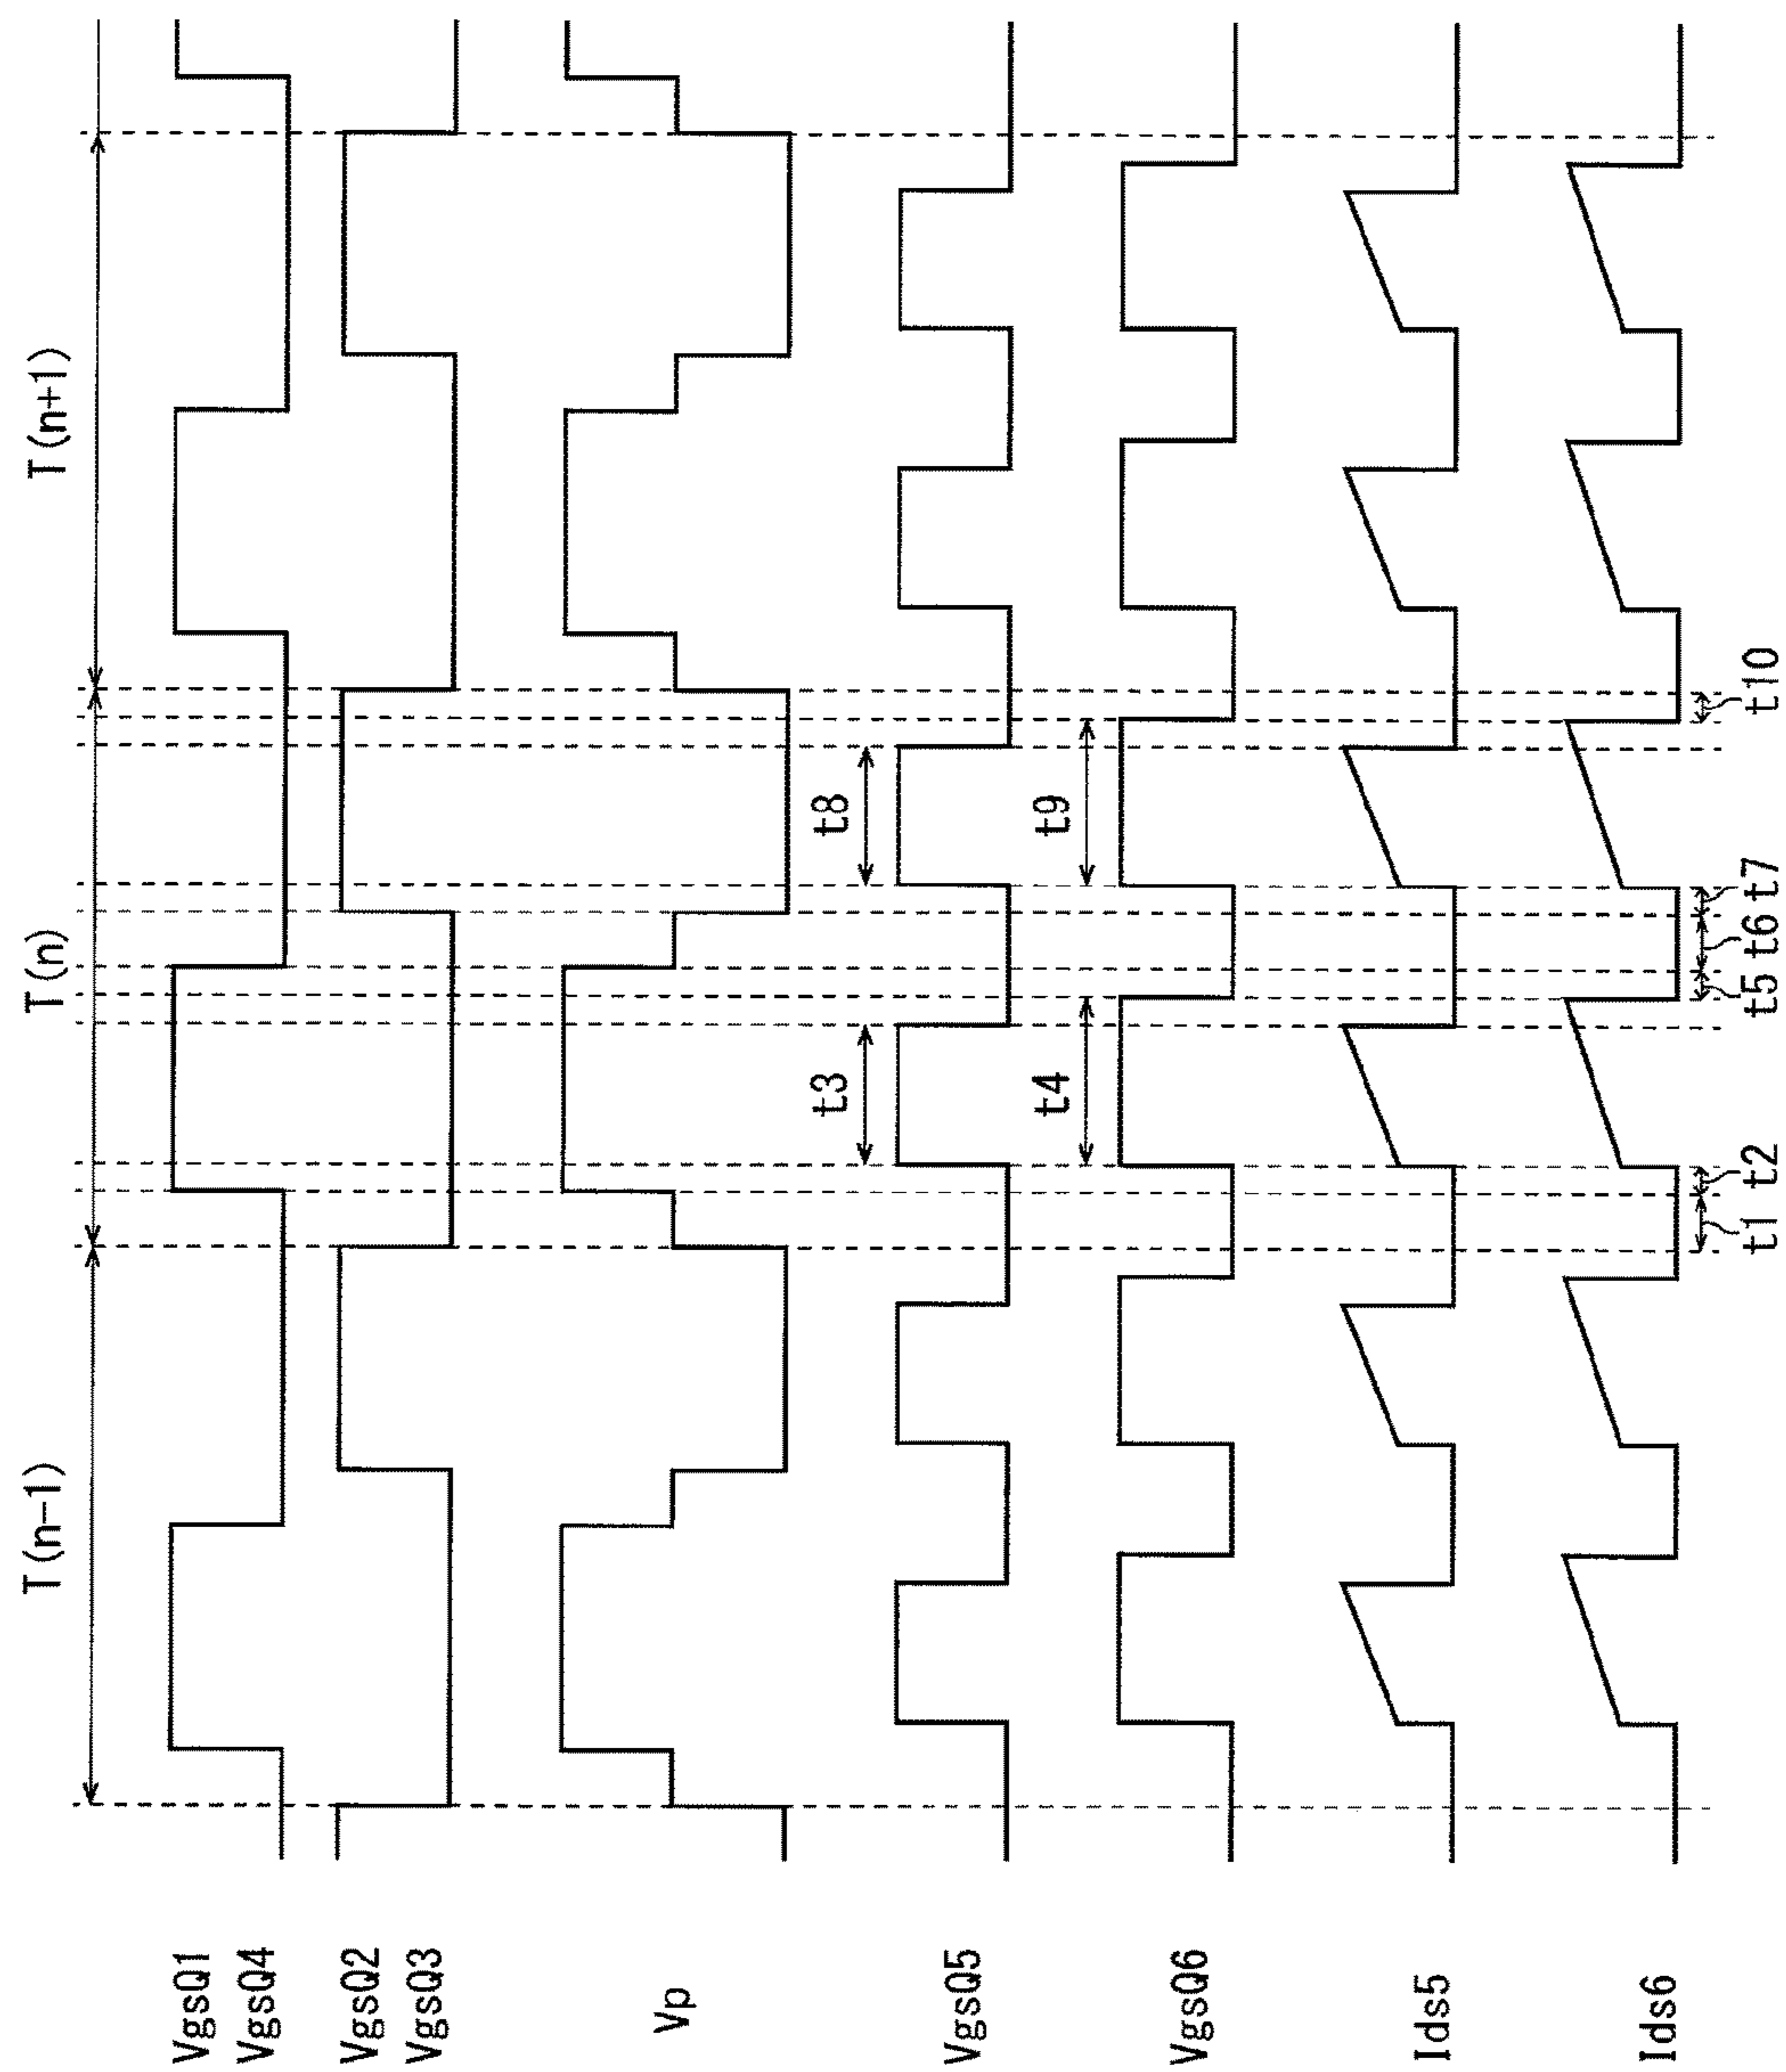 T(n-1)
T(n)
T(n+1)
VgsQ1
VgsQ4
VgsQ2
VgsQ3
Vp
VgsQ5
t3
t8
VgsQ6
t4
t9
Ids5
Ids6
t1
t2
t5
t6
t7
t10